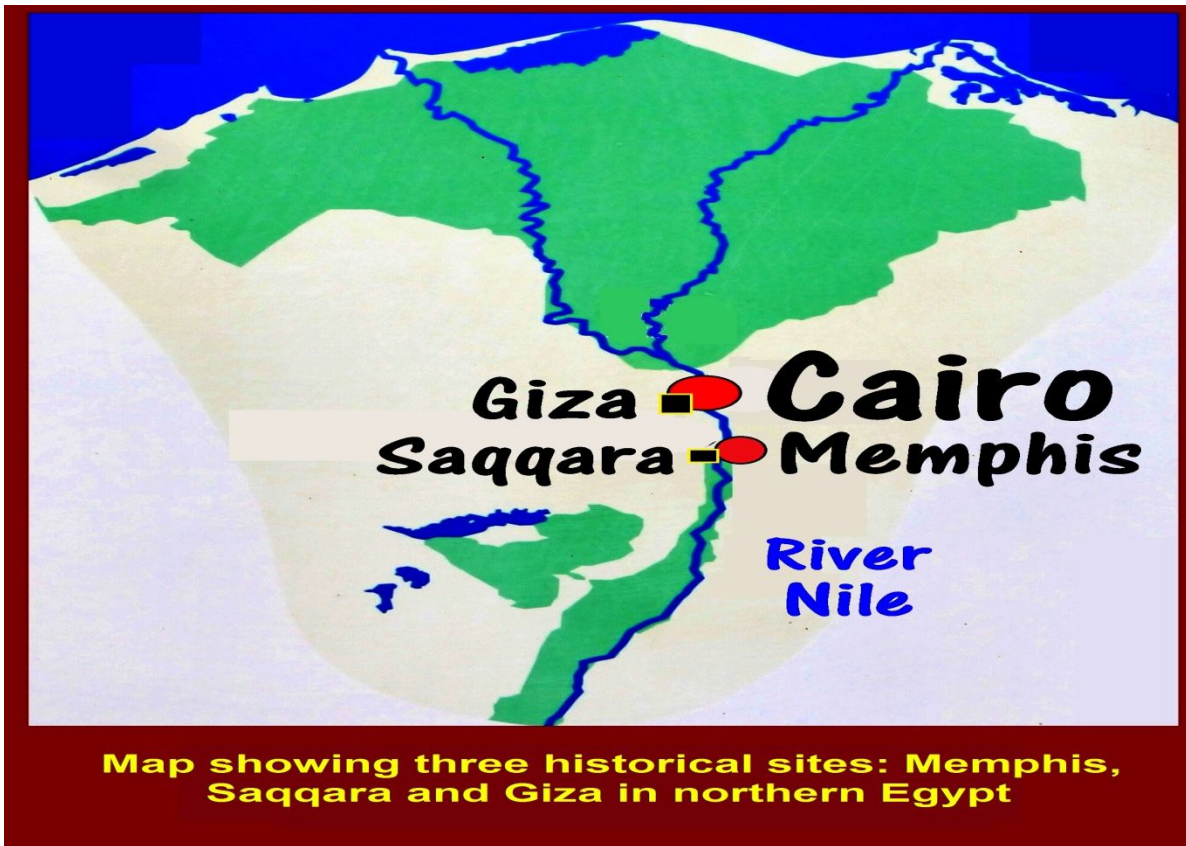 Giza
Cairo
Saqqara
Memphis
River
Nile
Map showing three historical sites: Memphis,
Saqqara and Giza in northern Egypt